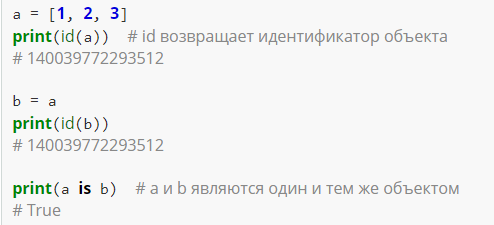 a = [1, 2, 3]
print(id(a))  # id возвращает идентификатор объекта
# 140039772293512
b = a
print(id(b))
# 140039772293512
print(a is b)  # a и b являются один и тем же объектом
# True